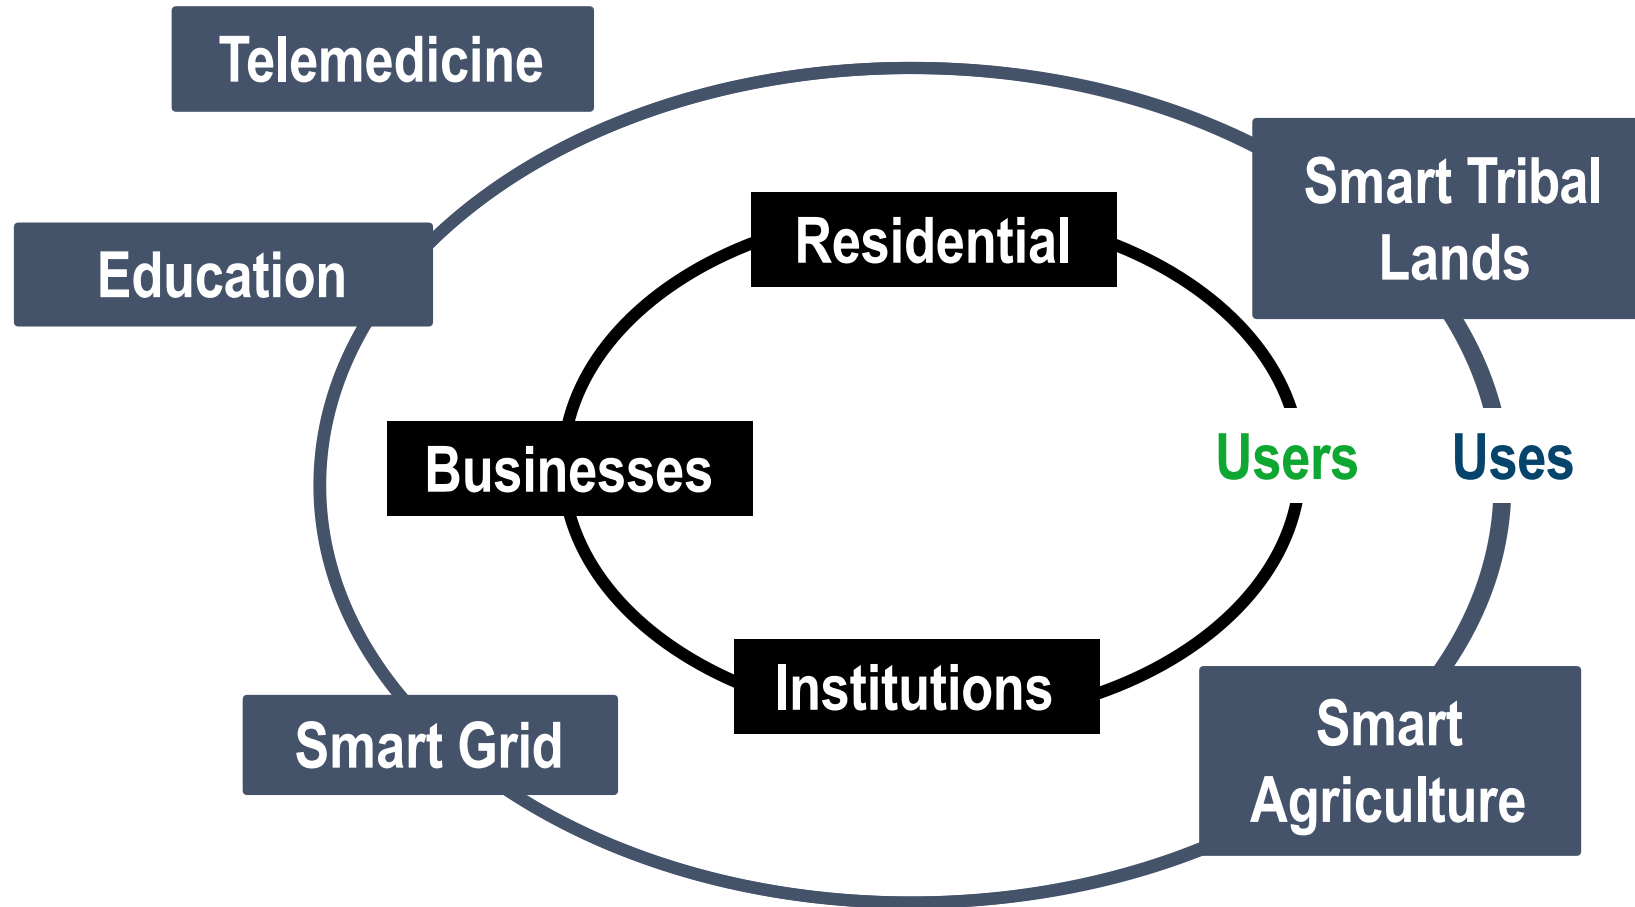 Telemedicine
Smart Tribal
Lands
Residential
Education
Users
Uses
Businesses
Institutions
Smart Grid
Smart
Agriculture